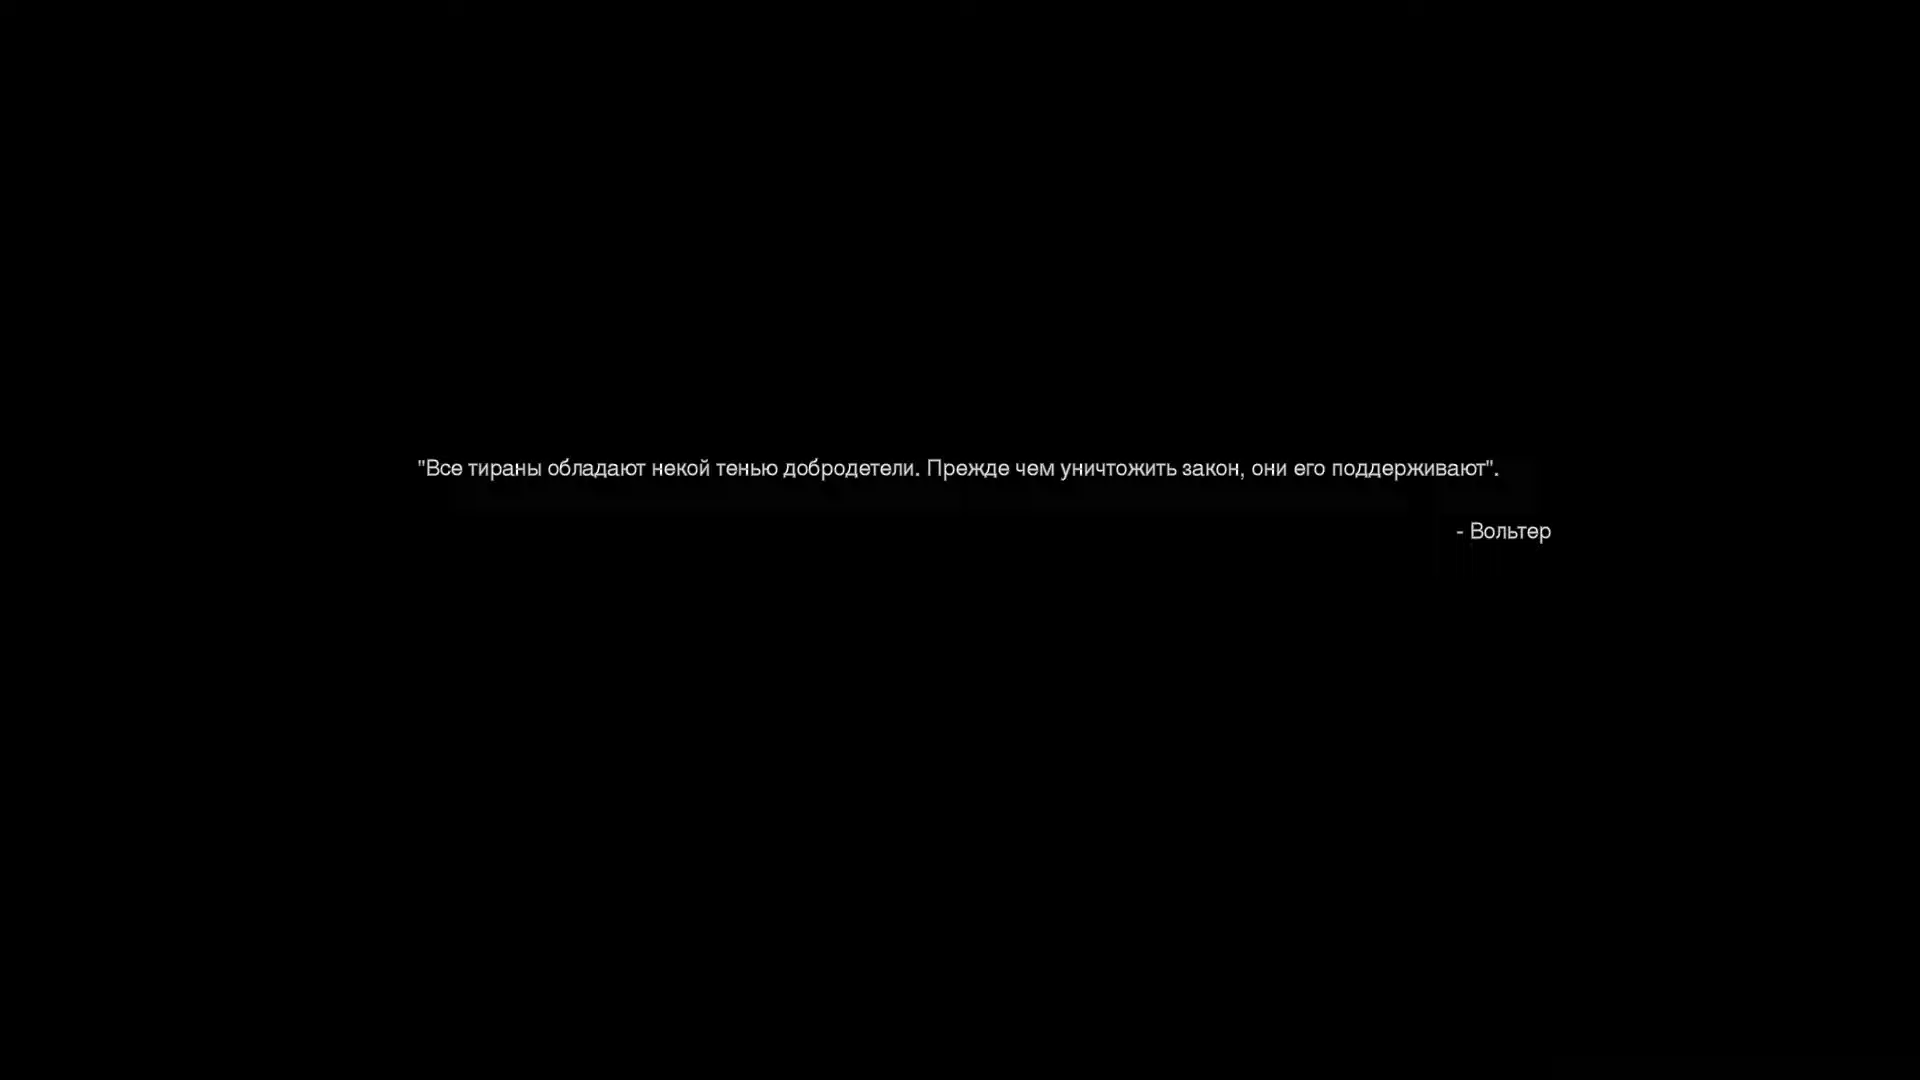 "Все тираны обладают некой тенью добродетели. Прежде чем уничтожить закон, они его поддерживают".
- Вольтер